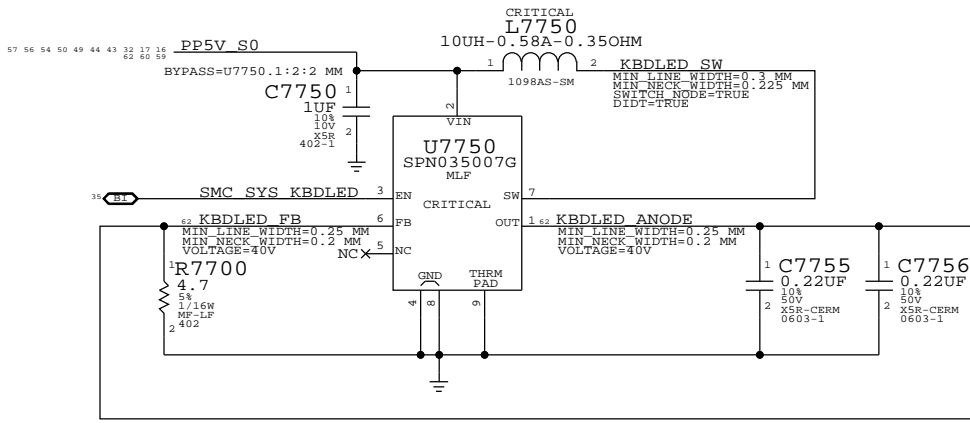 CRITICAL
L7750
10UH-0.58A-0.35OHM
57 56 54 50 49 44 43 32 17 16
62 60 59
PP5V_S0
1
2
KBDLED_SW
1098AS-SM
MIN_LINE_WIDTH=0.3 MM
MIN_NECK_WIDTH=0.225 MM
SWITCH_NODE=TRUE
DIDT=TRUE
BYPASS=U7750.1:2:2 MM
C7750
1
1UF
10%
10V
X5R
402-1
2
2
VIN
U7750
SPN035007G
MLF
CRITICAL
35
BI
SMC_SYS_KBDLED
3
EN
SW
7
62
KBDLED_FB
6
FB
OUT
1
62
KBDLED_ANODE
MIN_LINE_WIDTH=0.25 MM
MIN_NECK_WIDTH=0.2 MM
VOLTAGE=40V
MIN_LINE_WIDTH=0.25 MM
MIN_NECK_WIDTH=0.2 MM
VOLTAGE=40V
NC
5
NC
GND
THRM
PAD
4
8
9
1
R7700
4.7
5%
1/16W
MF-LF
402
2
1
C7755
0.22UF
10%
50V
X5R-CERM
0603-1
2
1
C7756
0.22UF
10%
50V
X5R-CERM
0603-1
2